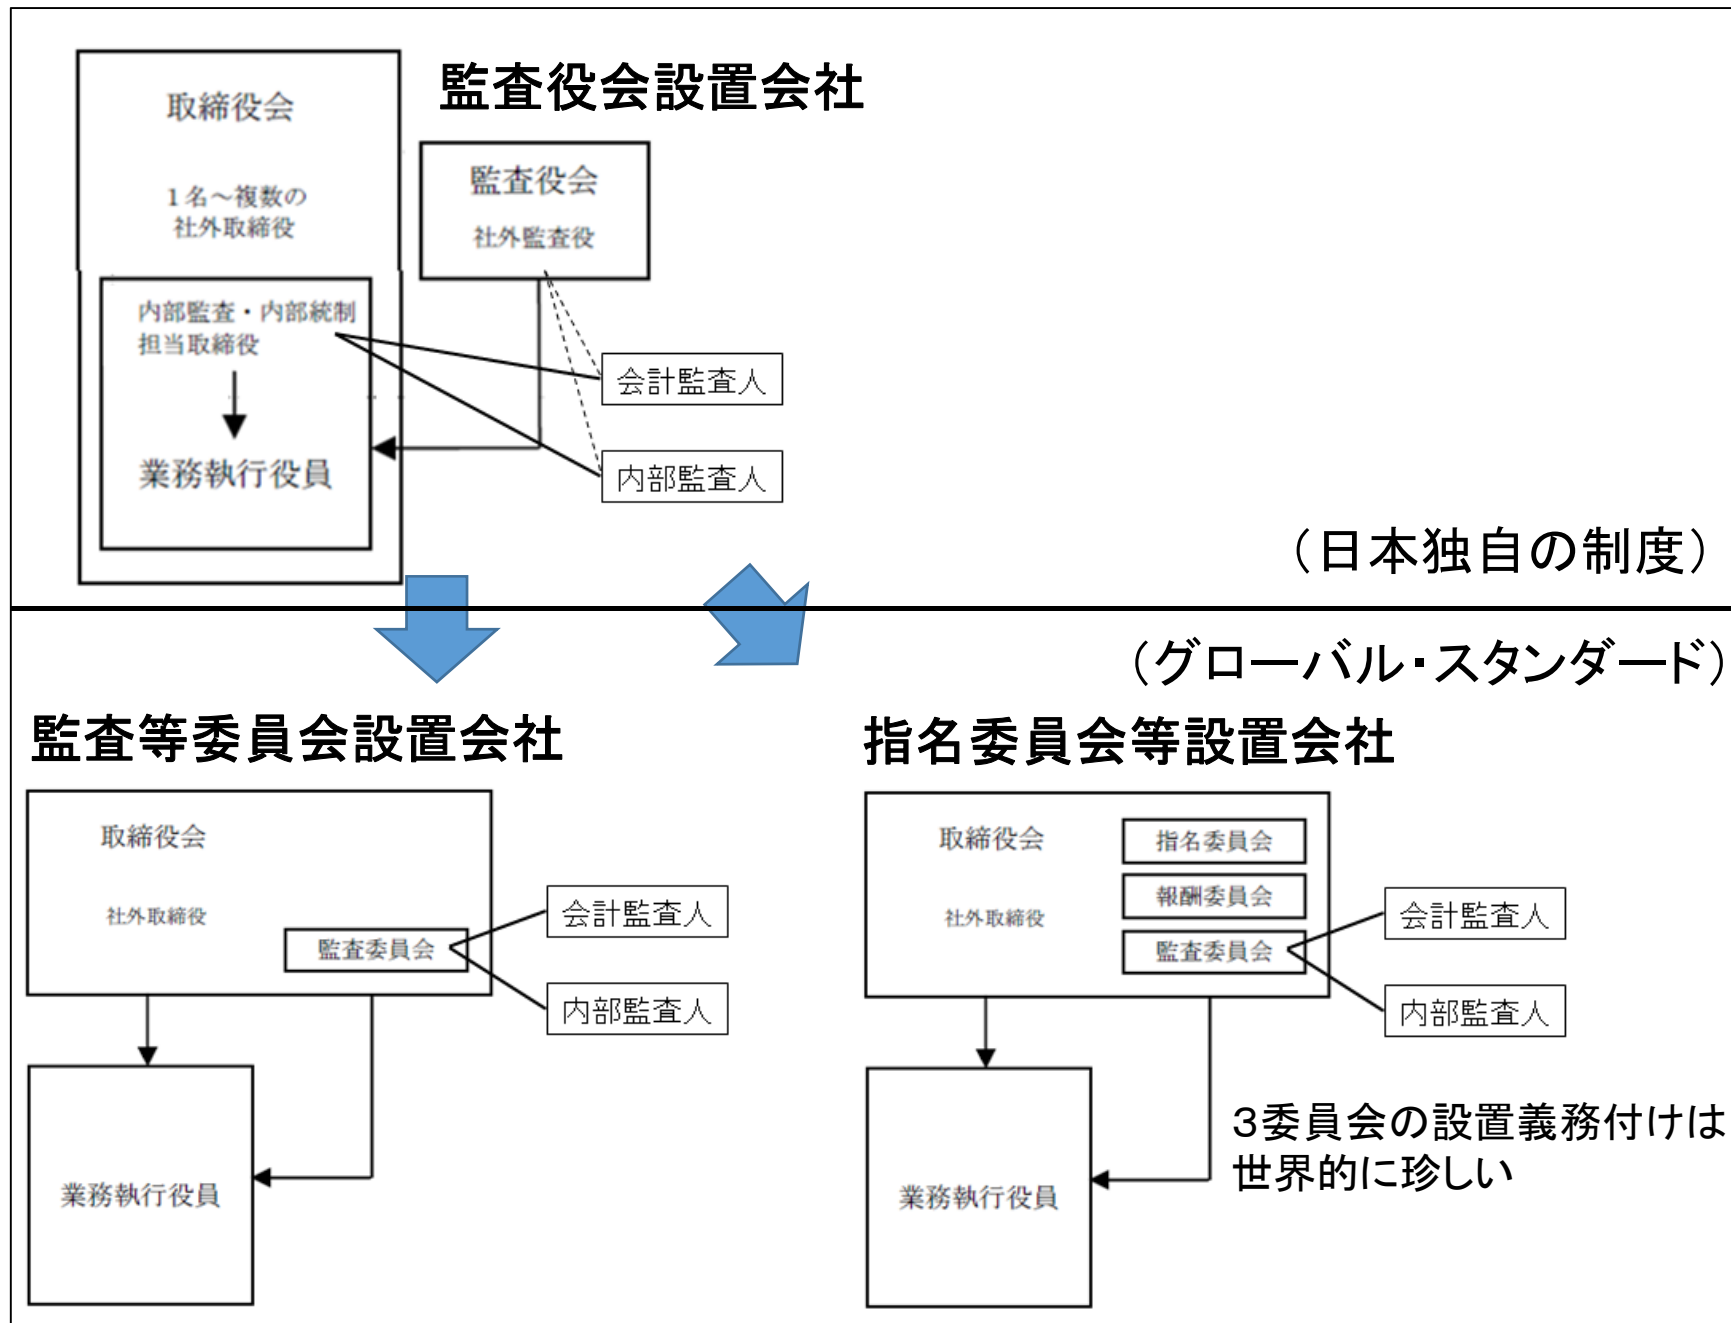 監査役会設置会社
取締役会
1名～複数の
社外取締役
監査役会
社外監査役
内部監査・内部統制
担当取締役
業務執行役員
会計監査人
内部監査人
（日本独自の制度）
（グローバル・スタンダード）
監査等委員会設置会社
取締役会
社外取締役
監査委員会
会計監査人
内部監査人
業務執行役員
指名委員会等設置会社
取締役会
社外取締役
指名委員会
報酬委員会
監査委員会
会計監査人
内部監査人
業務執行役員
３委員会の設置義務付けは
世界的に珍しい